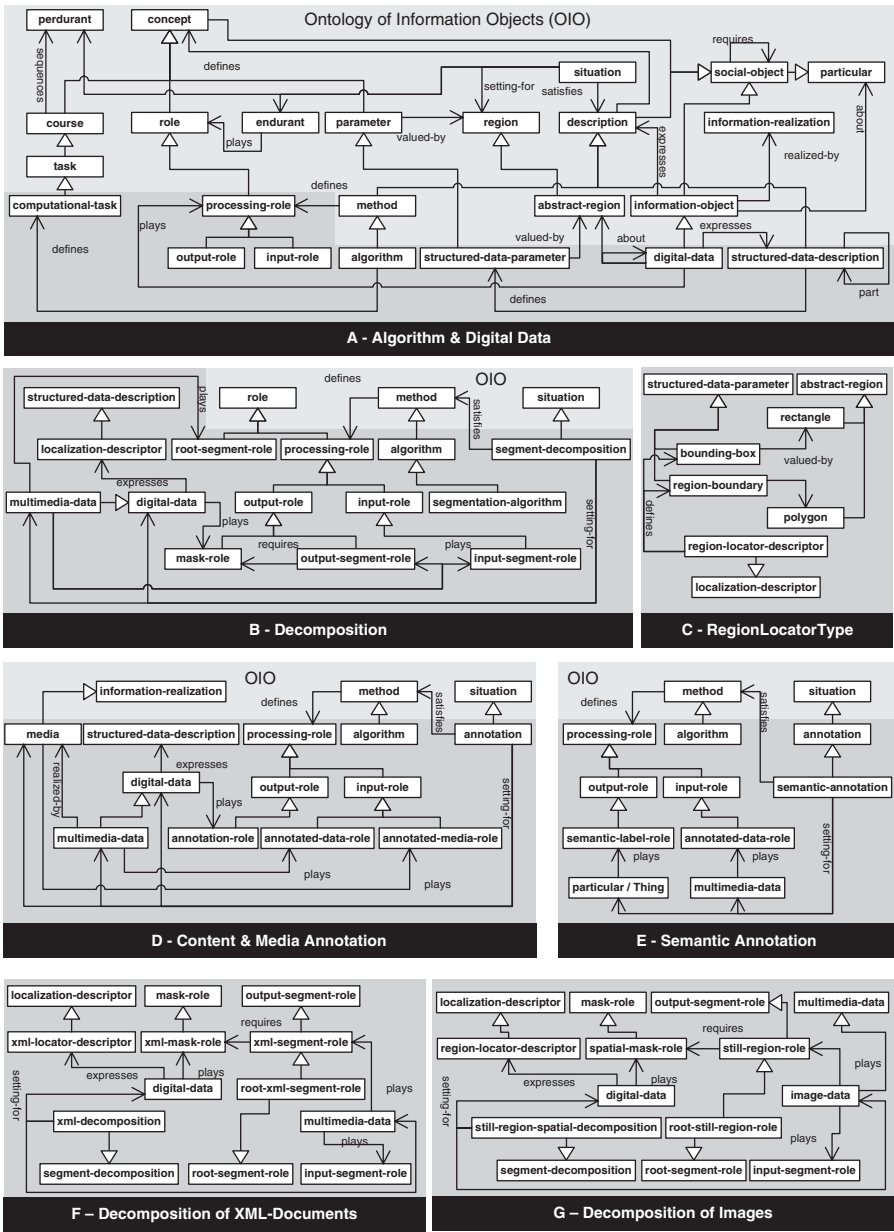 Ontology of Information Objects (OIO)
perdurant
concept
requires
social-object
particular
sequences
defines
situation
setting-for
satisfies
course
role
endurant
parameter
region
description
information-realization
plays
valued-by
expresses
realized-by
about
task
computational-task
processing-role
defines
method
abstract-region
information-object
plays
defines
valued-by
about
expresses
output-role
input-role
algorithm
structured-data-parameter
digital-data
structured-data-description
defines
part
A - Algorithm & Digital Data
OIO
structured-data-description
plays
role
defines
method
situation
satisfies
localization-descriptor
root-segment-role
processing-role
algorithm
segment-decomposition
expresses
multimedia-data
digital-data
output-role
input-role
segmentation-algorithm
plays
setting-for
mask-role
requires
output-segment-role
plays
input-segment-role
B - Decomposition
structured-data-parameter
abstract-region
rectangle
bounding-box
valued-by
region-boundary
polygon
defines
region-locator-descriptor
localization-descriptor
C - RegionLocatorType
OIO
information-realization
method
situation
defines
satisfies
media
structured-data-description
processing-role
algorithm
annotation
expresses
realized-by
digital-data
output-role
input-role
plays
setting-for
multimedia-data
annotation-role
annotated-data-role
annotated-media-role
plays
plays
D - Content & Media Annotation
OIO
method
situation
defines
satisfies
processing-role
algorithm
annotation
output-role
input-role
semantic-annotation
semantic-label-role
annotated-data-role
setting-for
plays
plays
particular / Thing
multimedia-data
E - Semantic Annotation
localization-descriptor
mask-role
output-segment-role
requires
xml-locator-descriptor
xml-mask-role
xml-segment-role
expresses
plays
setting-for
digital-data
root-xml-segment-role
plays
xml-decomposition
multimedia-data
plays
segment-decomposition
root-segment-role
input-segment-role
F – Decomposition of XML-Documents
localization-descriptor
mask-role
output-segment-role
multimedia-data
requires
region-locator-descriptor
spatial-mask-role
still-region-role
expresses
plays
plays
setting-for
digital-data
image-data
still-region-spatial-decomposition
root-still-region-role
plays
segment-decomposition
root-segment-role
input-segment-role
G – Decomposition of Images